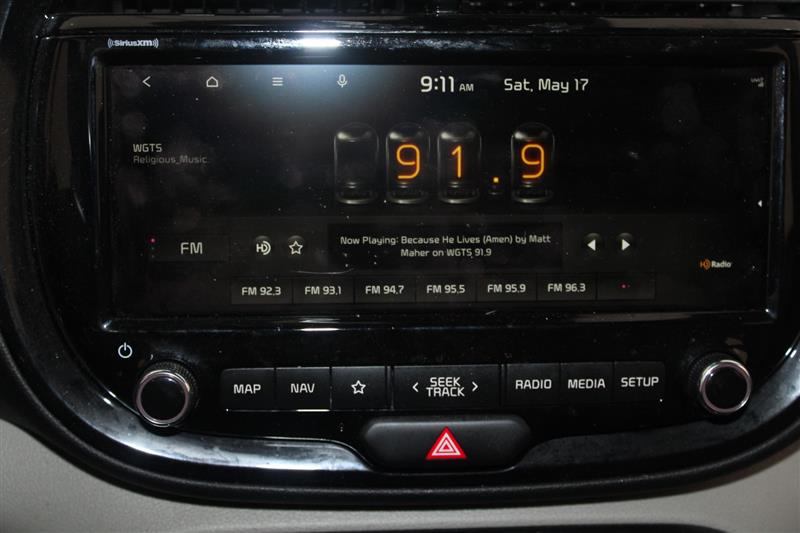 SiriusXM
9:11 AM Sat, May 17
WGTS
Religious_Music
91.9
FM HD
Now Playing: Because He Lives (Amen) by Matt
Maher on WGTS 91.9
HD Radio
FM 92.3 FM 93.1 FM 94.7 FM 95.5 FM 95.9 FM 96.3
MAP NAV SEEK RADIO MEDIA SETUP
TRACK